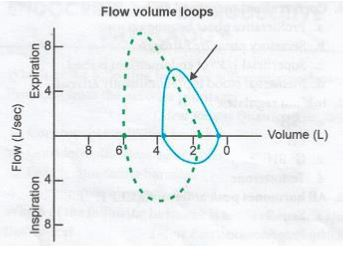 Flow volume loops
Flow (L/sec)
Expiration
Inspiration
8
4
4
8
8 6 4 2 0
Volume (L)